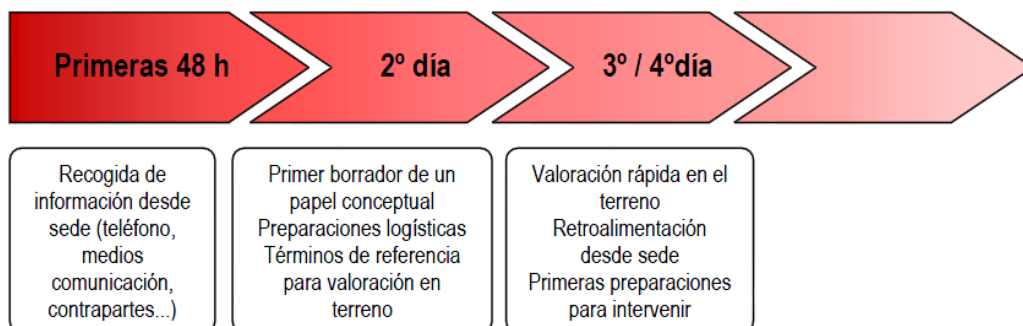 Primeras 48 h
2º día
3º / 4ºdía
Recogida de
información desde
sede (teléfono,
medios
comunicación,
contrapartes...)
Primer borrador de un
papel conceptual
Preparaciones logísticas
Términos de referencia
para valoración en
terreno
Valoración rápida en el
terreno
Retroalimentación
desde sede
Primeras preparaciones
para intervenir